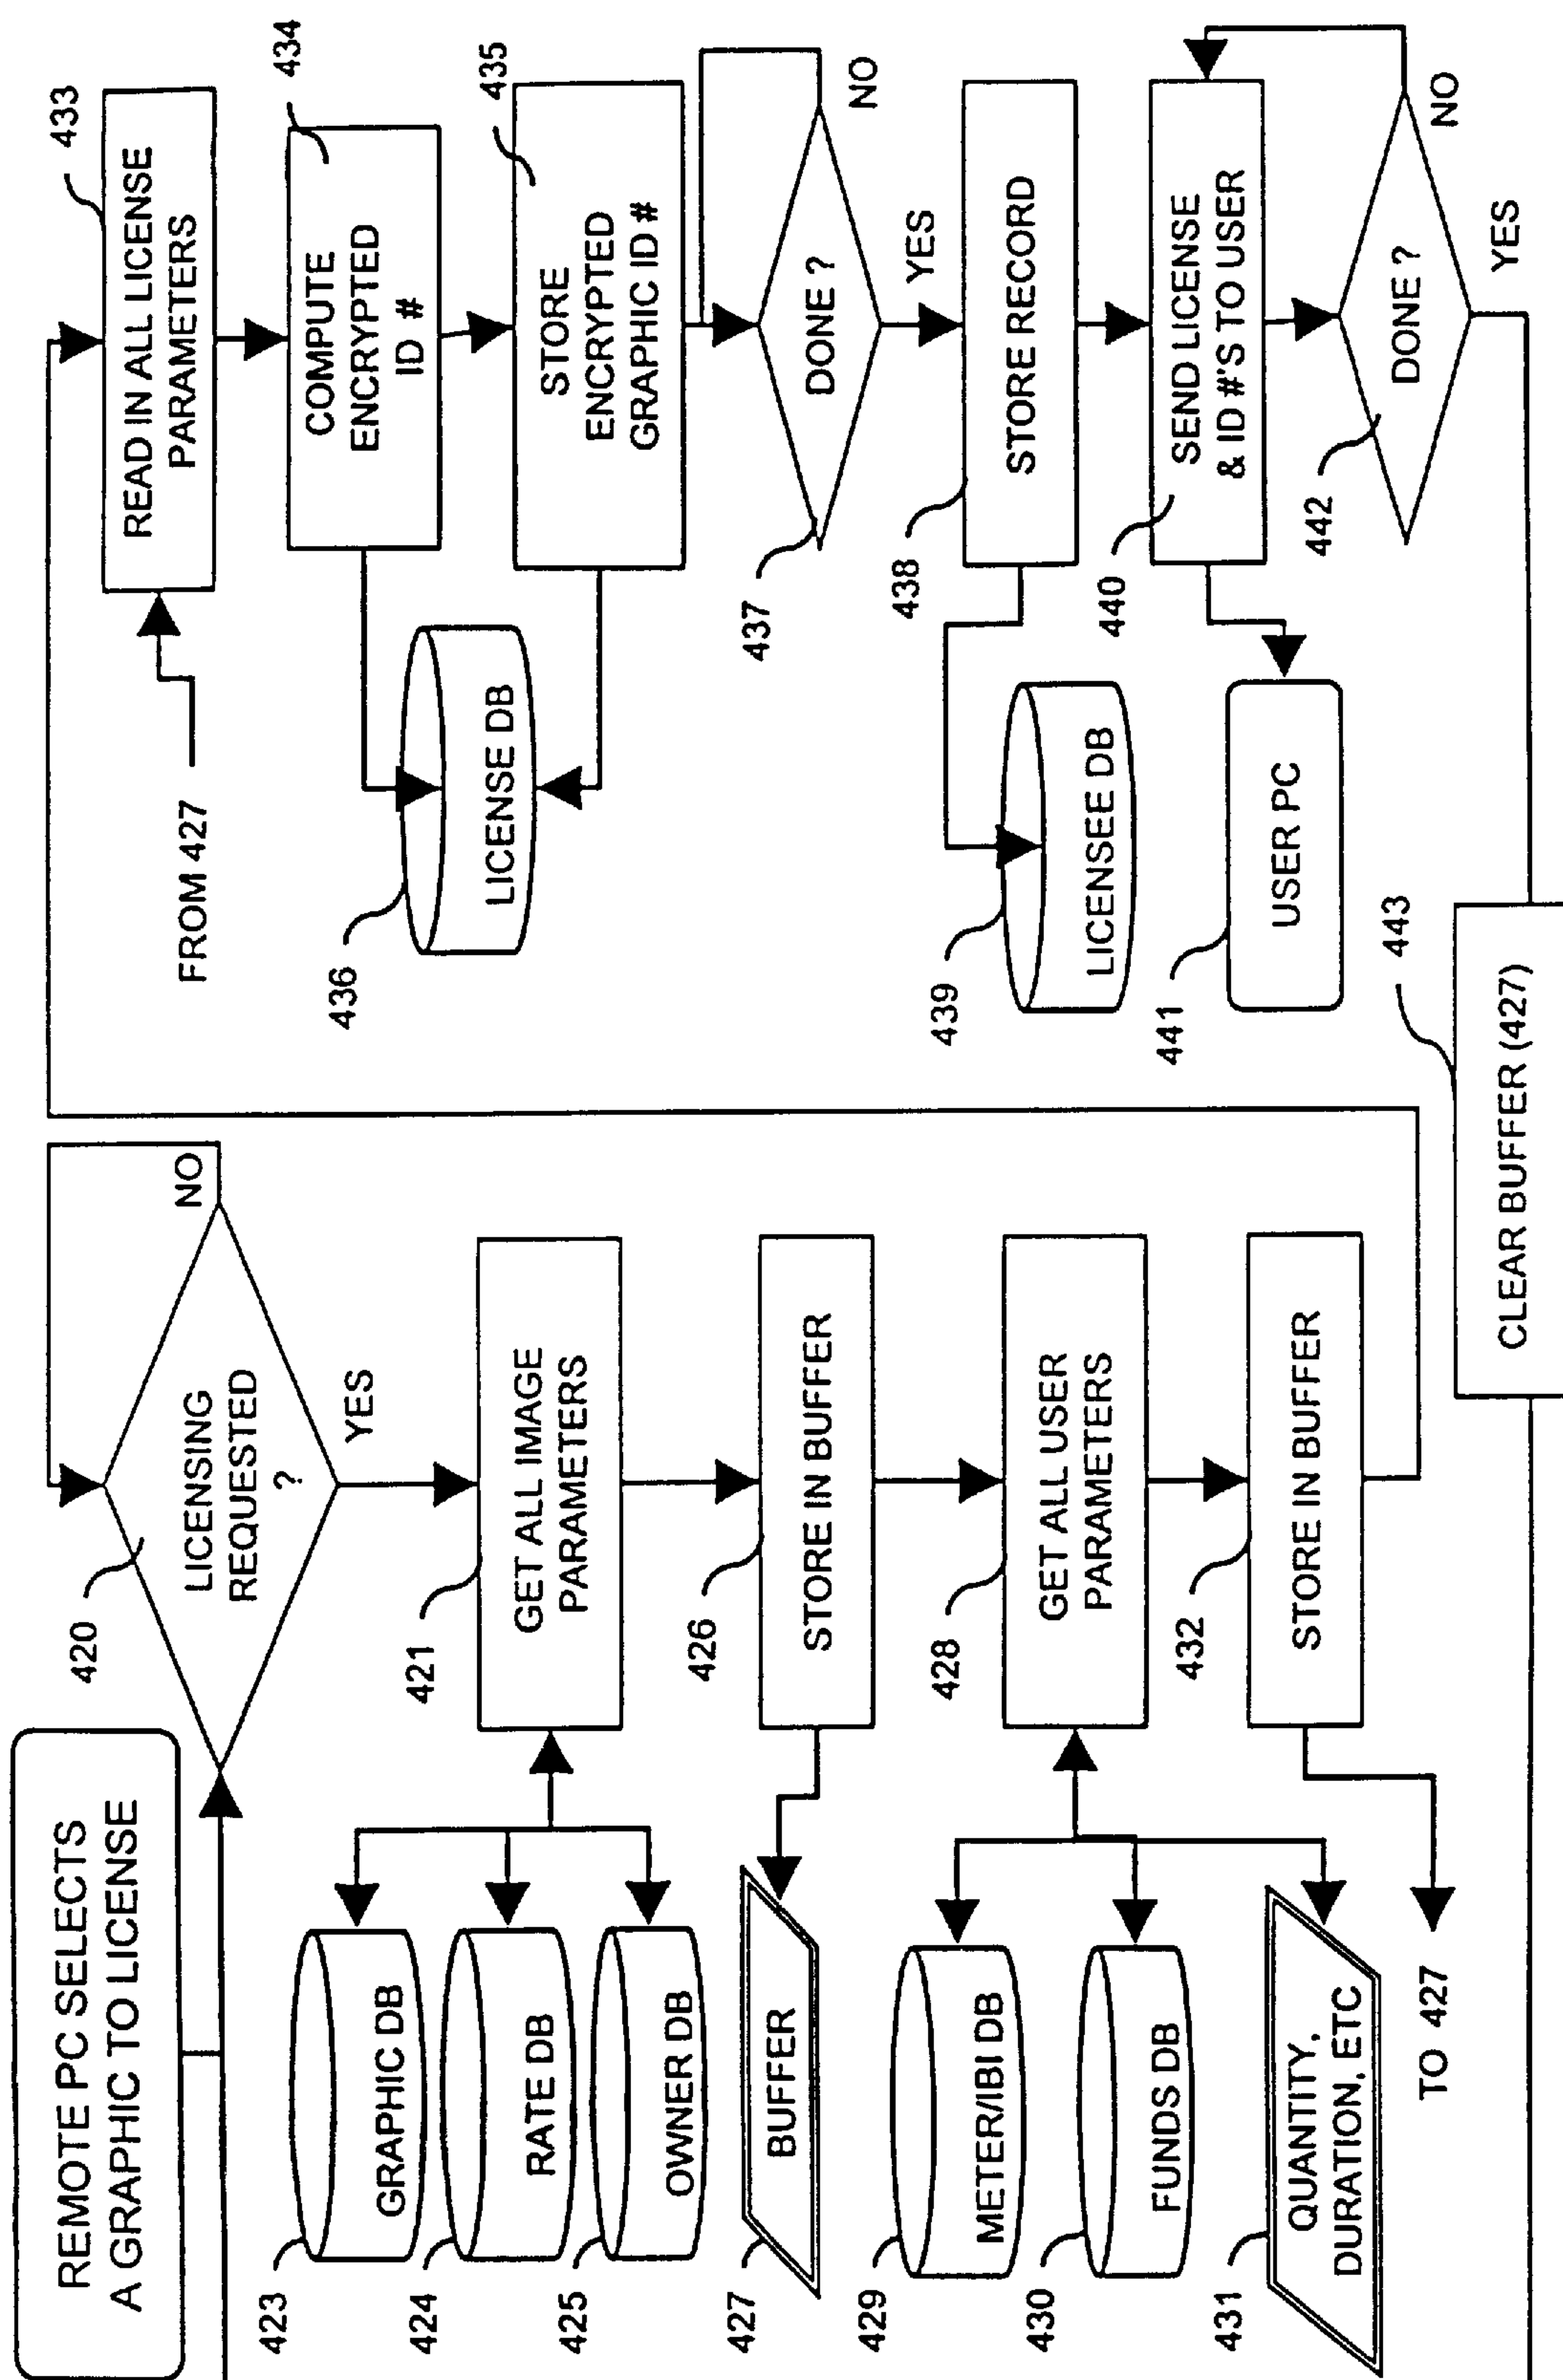 REMOTE PC SELECTS
A GRAPHIC TO LICENSE
420
LICENSING
REQUESTED
?
NO
YES
423
GRAPHIC DB
424
RATE DB
425
OWNER DB
421
GET ALL IMAGE
PARAMETERS
427
BUFFER
426
STORE IN BUFFER
429
METER/IBI DB
430
FUNDS DB
431
QUANTITY,
DURATION, ETC
428
GET ALL USER
PARAMETERS
432
STORE IN BUFFER
TO 427
433
READ IN ALL LICENSE
PARAMETERS
FROM 427
434
COMPUTE
ENCRYPTED
ID #
435
STORE
ENCRYPTED
GRAPHIC ID #
436
LICENSE DB
437
DONE ?
NO
YES
438
STORE RECORD
439
LICENSEE DB
440
SEND LICENSE
& ID #'S TO USER
441
USER PC
442
DONE ?
NO
YES
443
CLEAR BUFFER (427)